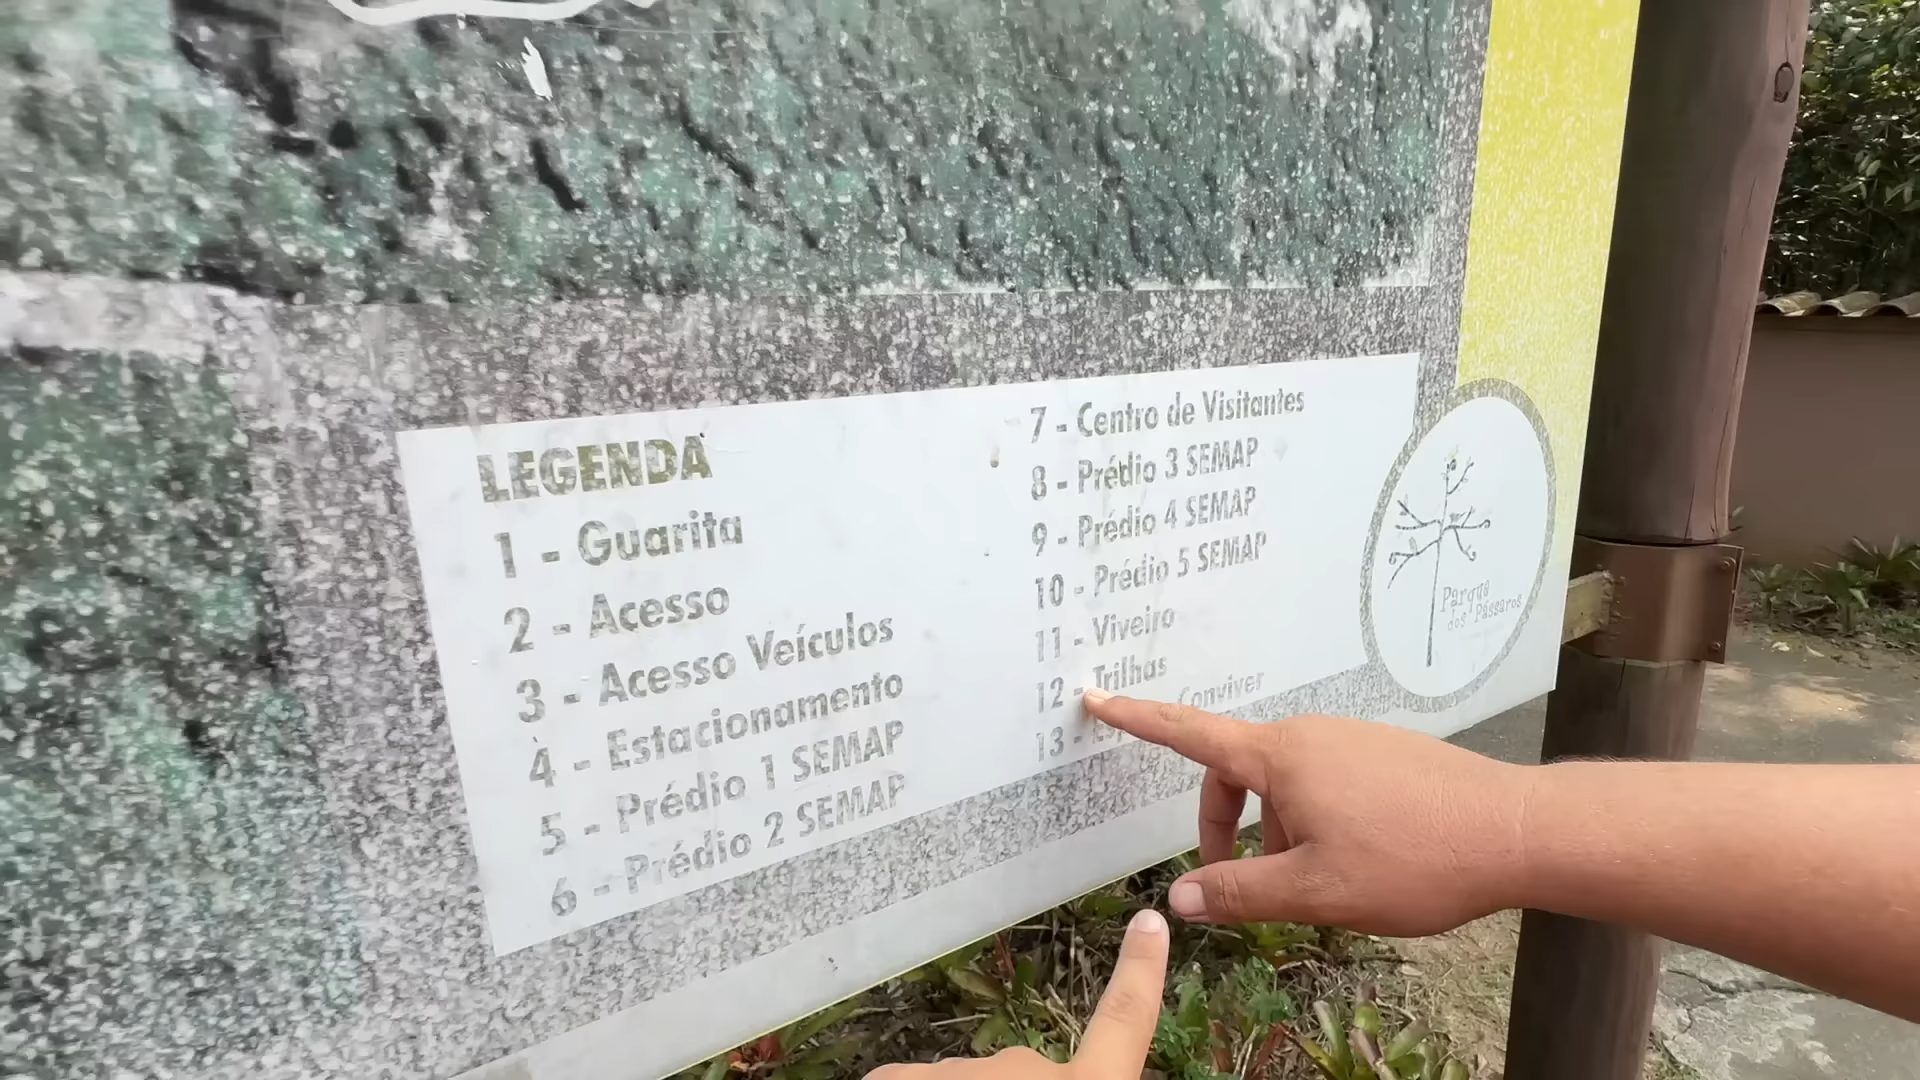 LEGENDA
1 - Guarita
2 - Acesso
3 - Acesso Veículos
4 - Estacionamento
5 - Prédio 1 SEMAP
6 - Prédio 2 SEMAP
7 - Centro de Visitantes
8 - Prédio 3 SEMAP
9 - Prédio 4 SEMAP
10 - Prédio 5 SEMAP
11 - Viveiro
12 - Trilhas
13 - Conviver
Parque
dos Pássaros